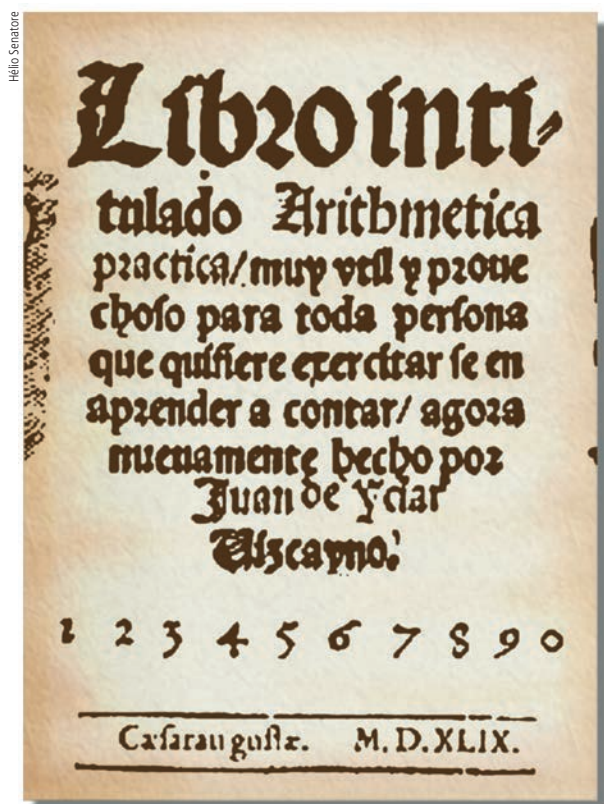 Hélio Senatore
Libro inti-
tulado Arithmetica
practica/ muy vtil y proue
choso para toda persona
que quisiere exercitar se en
aprender a contar/ agora
nueuamente hecho por
Juan de Yciar
Uizcayno.
1 2 3 4 5 6 7 8 9 0
Cæsaraugustæ. M. D. XLIX.